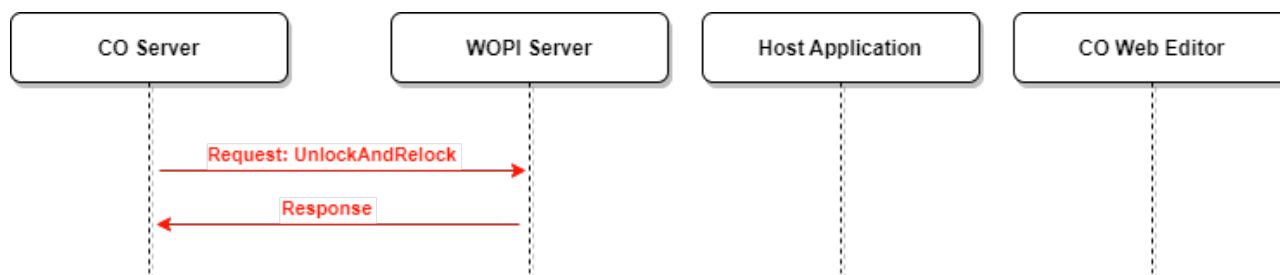 CO Server
WOPI Server
Host Application
CO Web Editor
Request: UnlockAndRelock
Response